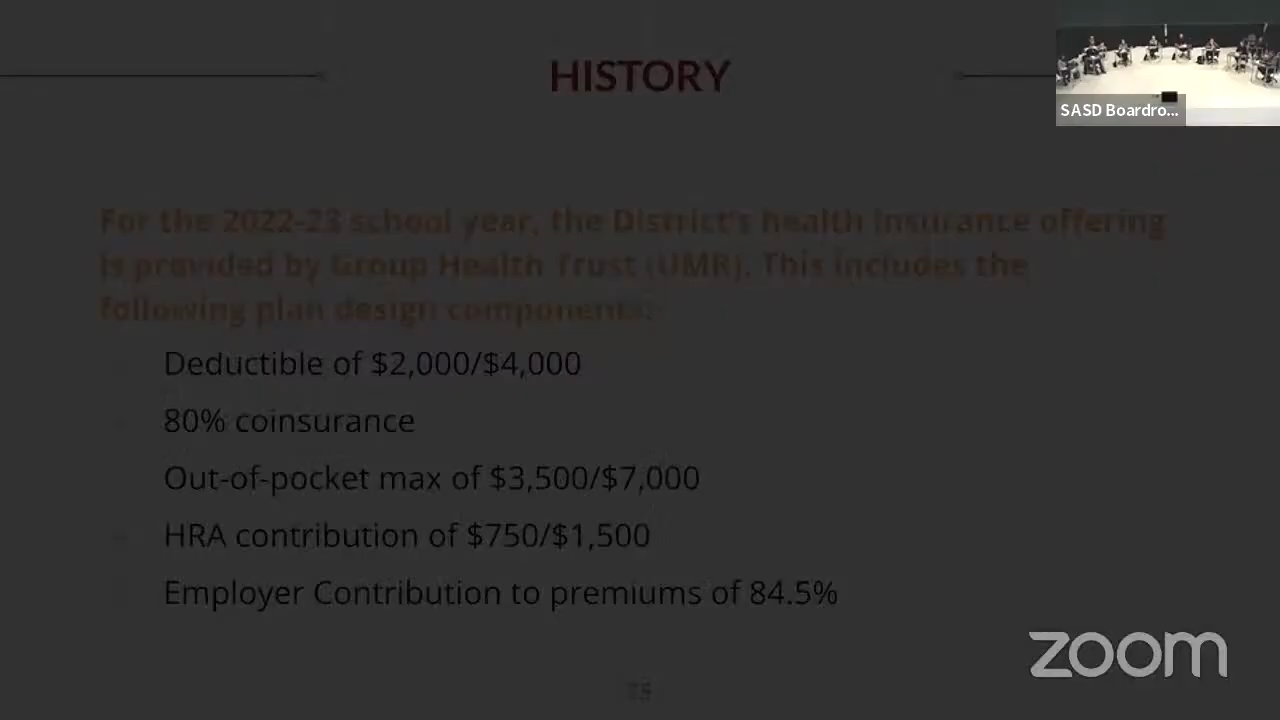 HISTORY
SASD Boardro...
For the 2022-23 school year, the District's health insurance offering
is provided by Group Health Trust (UMR). This includes the
following plan design components:
Deductible of $2,000/$4,000
80% coinsurance
Out-of-pocket max of $3,500/$7,000
HRA contribution of $750/$1,500
Employer Contribution to premiums of 84.5%
zoom